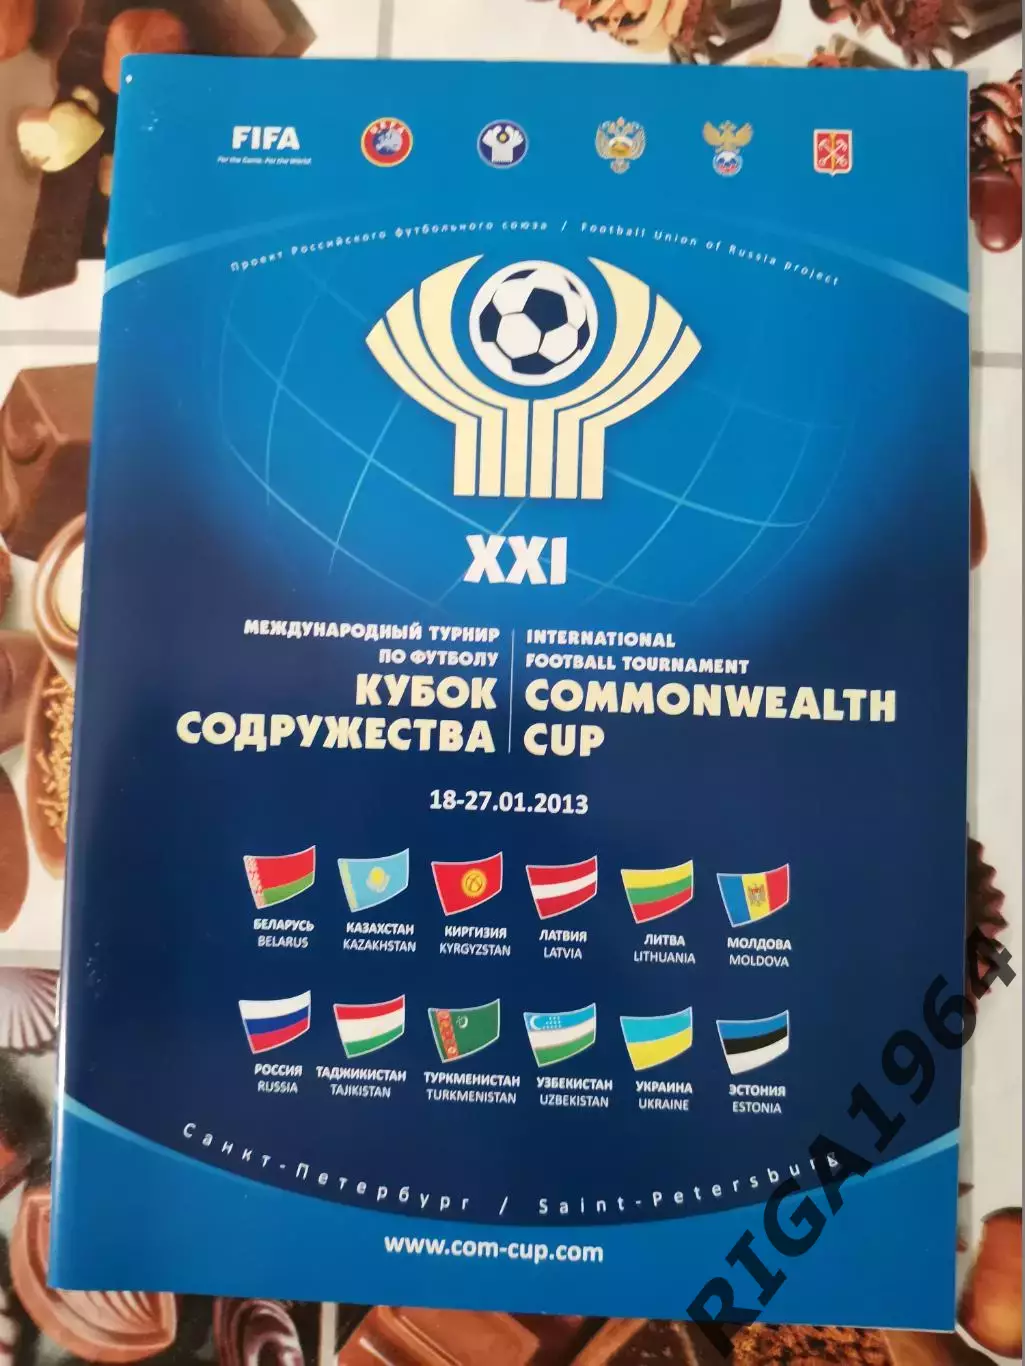 FIFA
For the Game. For the World.
UEFA
Проект Российского футбольного союза / Football Union of Russia project
XXI
МЕЖДУНАРОДНЫЙ ТУРНИР
ПО ФУТБОЛУ
КУБОК
СОДРУЖЕСТВА
INTERNATIONAL
FOOTBALL TOURNAMENT
COMMONWEALTH
CUP
18-27.01.2013
БЕЛАРУСЬ
BELARUS
КАЗАХСТАН
KAZAKHSTAN
КИРГИЗИЯ
KYRGYZSTAN
ЛАТВИЯ
LATVIA
ЛИТВА
LITHUANIA
МОЛДОВА
MOLDOVA
РОССИЯ
RUSSIA
ТАДЖИКИСТАН
TAJIKISTAN
ТУРКМЕНИСТАН
TURKMENISTAN
УЗБЕКИСТАН
UZBEKISTAN
УКРАИНА
UKRAINE
ЭСТОНИЯ
ESTONIA
Санкт-Петербург / Saint-Petersburg
www.com-cup.com
RIGA1964